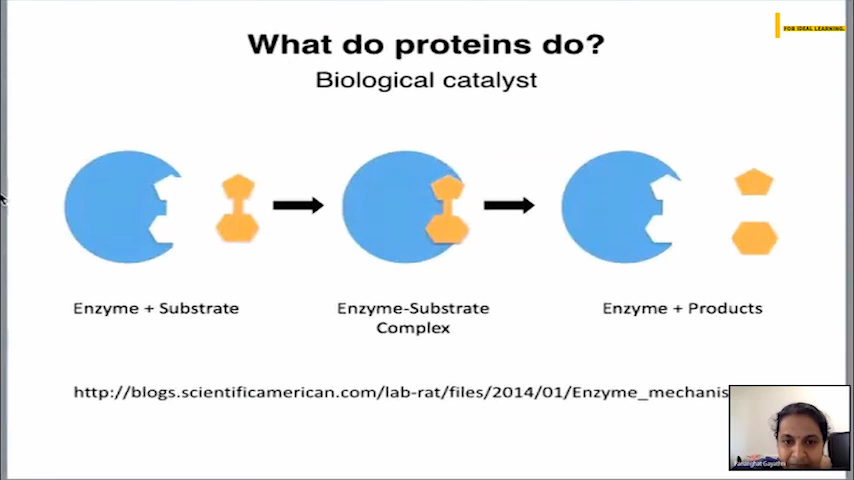 What do proteins do?
FOR IDEAL LEARNING.
Biological catalyst
Enzyme + Substrate
Enzyme-Substrate
Complex
Enzyme + Products
http://blogs.scientificamerican.com/lab-rat/files/2014/01/Enzyme_mechanis
Gayathri